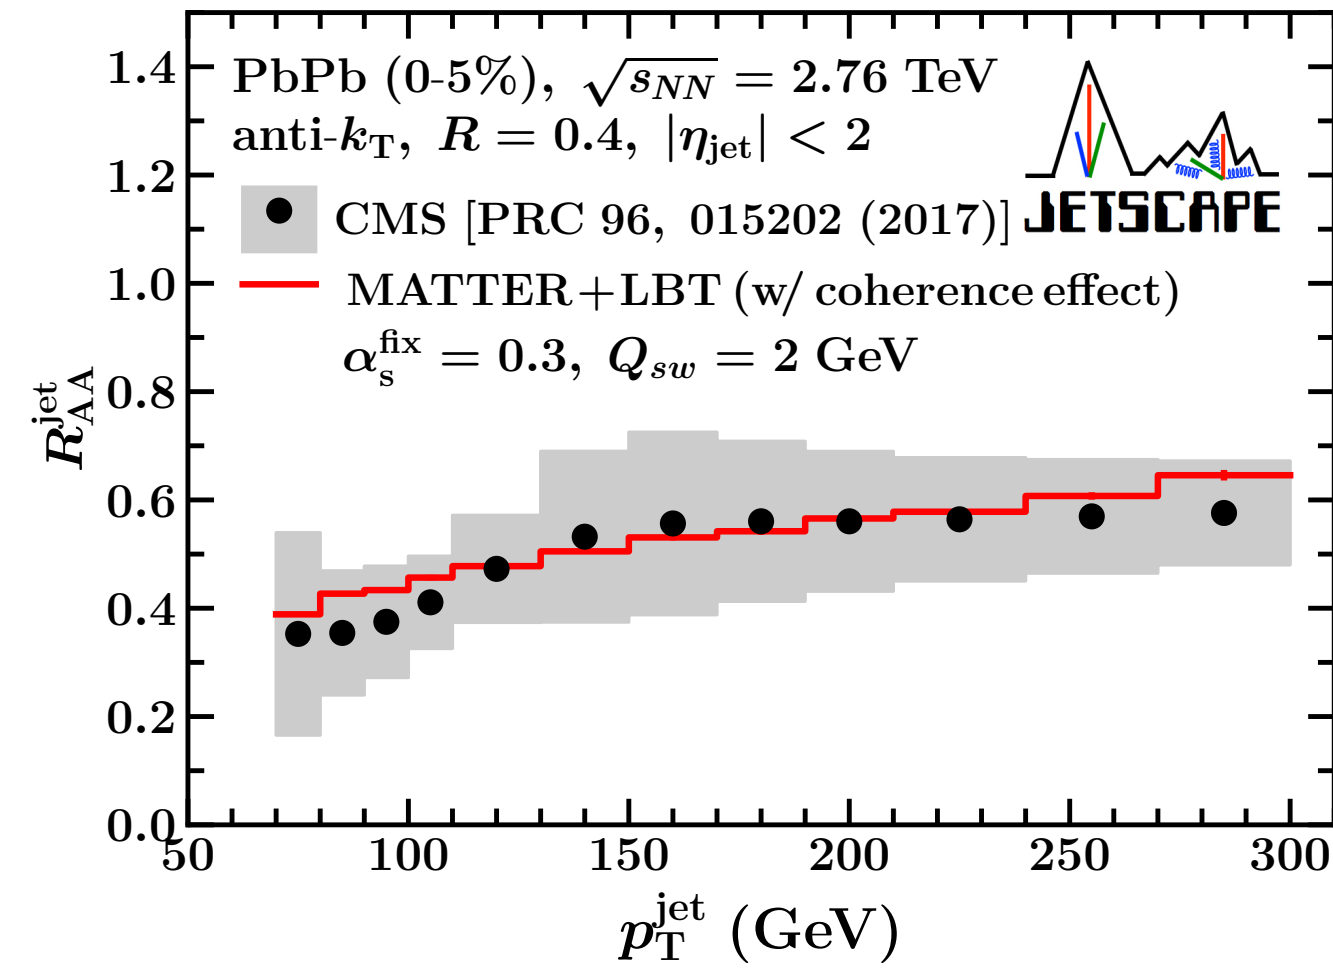 PbPb (0-5%), √s_NN = 2.76 TeV
anti-k_T, R = 0.4, |η_jet| < 2
JETSCAPE
CMS [PRC 96, 015202 (2017)]
MATTER+LBT (w/ coherence effect)
α_s^fix = 0.3, Q_sw = 2 GeV
R_AA^jet
1.4
1.2
1.0
0.8
0.6
0.4
0.2
0.0
50 100 150 200 250 300
p_T^jet (GeV)